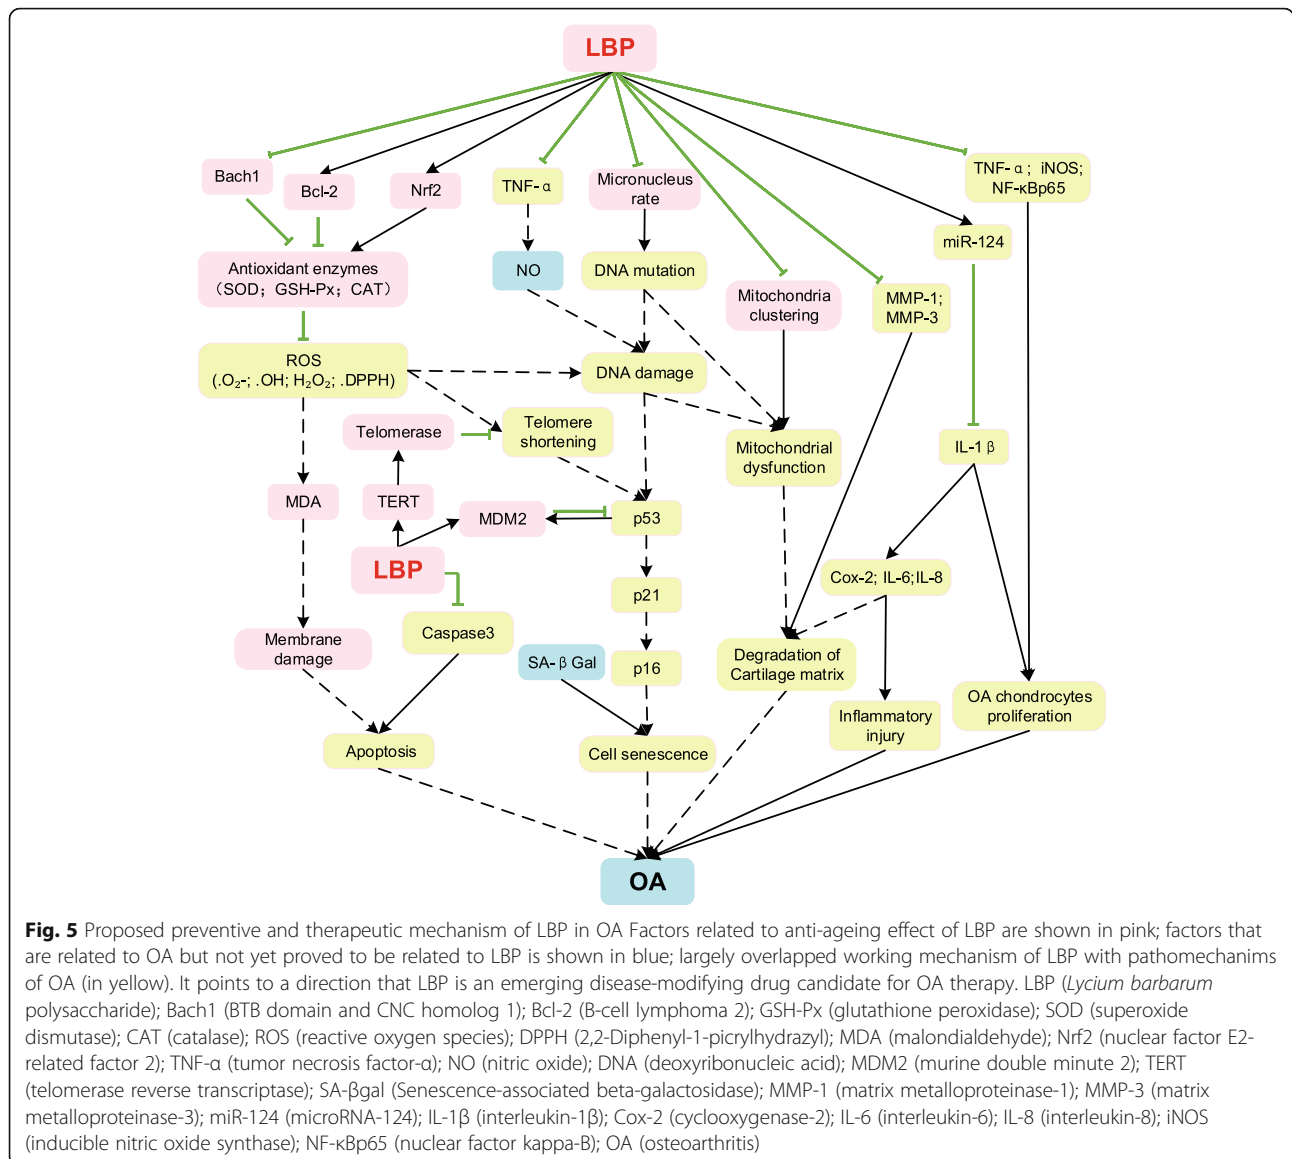 LBP
Bach1
Bcl-2
Nrf2
TNF-α
Micronucleus
rate
TNF-α; iNOS;
NF-κBp65
miR-124
NO
DNA mutation
Antioxidant enzymes
(SOD; GSH-Px; CAT)
Mitochondria
clustering
MMP-1;
MMP-3
ROS
(.O₂-; .OH; H₂O₂; .DPPH)
DNA damage
Telomerase
Telomere
shortening
Mitochondrial
dysfunction
IL-1 β
MDA
TERT
MDM2
p53
LBP
Cox-2; IL-6;IL-8
p21
Caspase3
Membrane
damage
SA-β Gal
p16
Degradation of
Cartilage matrix
OA chondrocytes
proliferation
Inflammatory
injury
Apoptosis
Cell senescence
OA
Fig. 5 Proposed preventive and therapeutic mechanism of LBP in OA Factors related to anti-ageing effect of LBP are shown in pink; factors that
are related to OA but not yet proved to be related to LBP is shown in blue; largely overlapped working mechanism of LBP with pathomechanims
of OA (in yellow). It points to a direction that LBP is an emerging disease-modifying drug candidate for OA therapy. LBP (Lycium barbarum
polysaccharide); Bach1 (BTB domain and CNC homolog 1); Bcl-2 (B-cell lymphoma 2); GSH-Px (glutathione peroxidase); SOD (superoxide
dismutase); CAT (catalase); ROS (reactive oxygen species); DPPH (2,2-Diphenyl-1-picrylhydrazyl); MDA (malondialdehyde); Nrf2 (nuclear factor E2-
related factor 2); TNF-α (tumor necrosis factor-α); NO (nitric oxide); DNA (deoxyribonucleic acid); MDM2 (murine double minute 2); TERT
(telomerase reverse transcriptase); SA-βgal (Senescence-associated beta-galactosidase); MMP-1 (matrix metalloproteinase-1); MMP-3 (matrix
metalloproteinase-3); miR-124 (microRNA-124); IL-1β (interleukin-1β); Cox-2 (cyclooxygenase-2); IL-6 (interleukin-6); IL-8 (interleukin-8); iNOS
(inducible nitric oxide synthase); NF-κBp65 (nuclear factor kappa-B); OA (osteoarthritis)